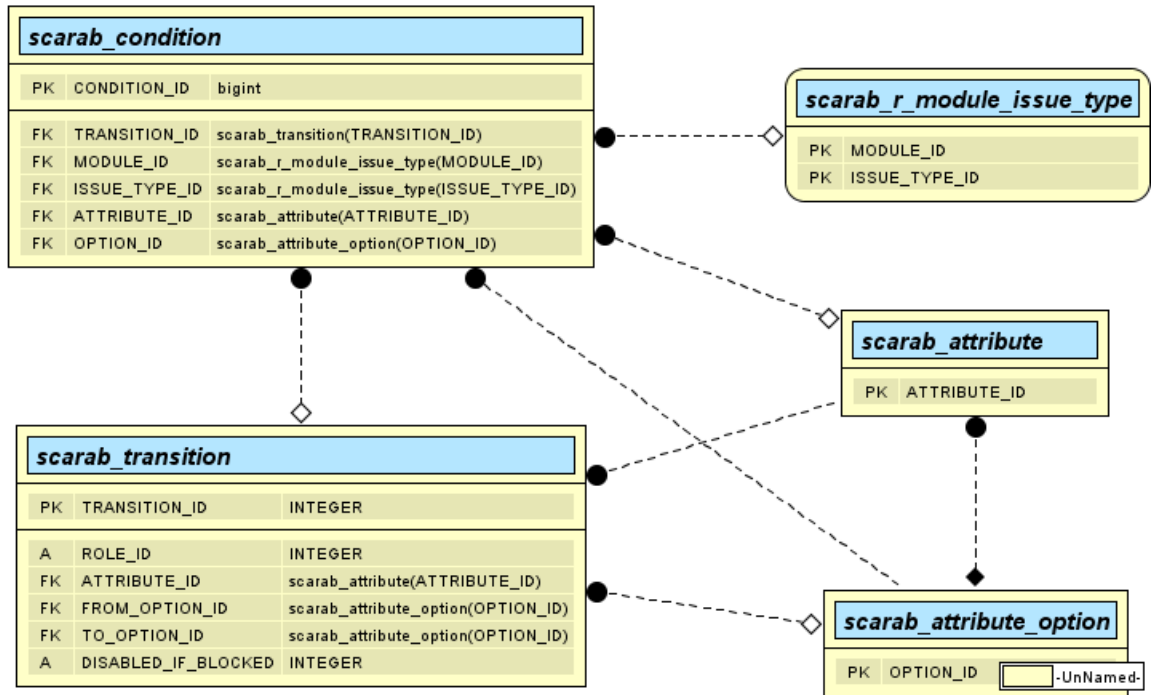 scarab_condition
PK CONDITION_ID bigint
FK TRANSITION_ID scarab_transition(TRANSITION_ID)
FK MODULE_ID scarab_r_module_issue_type(MODULE_ID)
FK ISSUE_TYPE_ID scarab_r_module_issue_type(ISSUE_TYPE_ID)
FK ATTRIBUTE_ID scarab_attribute(ATTRIBUTE_ID)
FK OPTION_ID scarab_attribute_option(OPTION_ID)
scarab_r_module_issue_type
PK MODULE_ID
PK ISSUE_TYPE_ID
scarab_attribute
PK ATTRIBUTE_ID
scarab_transition
PK TRANSITION_ID INTEGER
A ROLE_ID INTEGER
FK ATTRIBUTE_ID scarab_attribute(ATTRIBUTE_ID)
FK FROM_OPTION_ID scarab_attribute_option(OPTION_ID)
FK TO_OPTION_ID scarab_attribute_option(OPTION_ID)
A DISABLED_IF_BLOCKED INTEGER
scarab_attribute_option
PK OPTION_ID
-UnNamed-